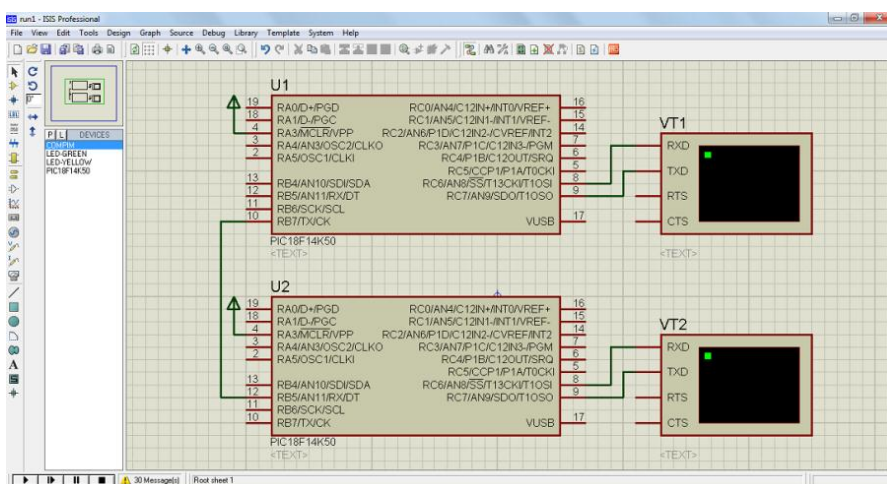 ISIS run1 - ISIS Professional
File View Edit Tools Design Graph Source Debug Library Template System Help
P L DEVICES
COMPIM
LED-GREEN
LED-YELLOW
PIC18F14K50
U1
19 RA0/D+/PGD RC0/AN4/C12IN+/INT0/VREF+ 16
18 RA1/D-/PGC RC1/AN5/C12IN1-/INT1/VREF- 15
4 RA3/MCLR/VPP RC2/AN6/P1D/C12IN2-/CVREF/INT2 14
3 RA4/AN3/OSC2/CLKO RC3/AN7/P1C/C12IN3-/PGM 7
2 RA5/OSC1/CLKI RC4/P1B/C12OUT/SRQ 6
RC5/CCP1/P1A/T0CKI 5
13 RB4/AN10/SDI/SDA RC6/AN8/SS/T13CKI/T1OSI 8
12 RB5/AN11/RX/DT RC7/AN9/SDO/T1OSO 9
11 RB6/SCK/SCL
10 RB7/TX/CK VUSB 17
PIC18F14K50
<TEXT>
VT1
RXD
TXD
RTS
CTS
<TEXT>
U2
19 RA0/D+/PGD RC0/AN4/C12IN+/INT0/VREF+ 16
18 RA1/D-/PGC RC1/AN5/C12IN1-/INT1/VREF- 15
4 RA3/MCLR/VPP RC2/AN6/P1D/C12IN2-/CVREF/INT2 14
3 RA4/AN3/OSC2/CLKO RC3/AN7/P1C/C12IN3-/PGM 7
2 RA5/OSC1/CLKI RC4/P1B/C12OUT/SRQ 6
RC5/CCP1/P1A/T0CKI 5
13 RB4/AN10/SDI/SDA RC6/AN8/SS/T13CKI/T1OSI 8
12 RB5/AN11/RX/DT RC7/AN9/SDO/T1OSO 9
11 RB6/SCK/SCL
10 RB7/TX/CK VUSB 17
PIC18F14K50
<TEXT>
VT2
RXD
TXD
RTS
CTS
<TEXT>
30 Message(s) Root sheet 1